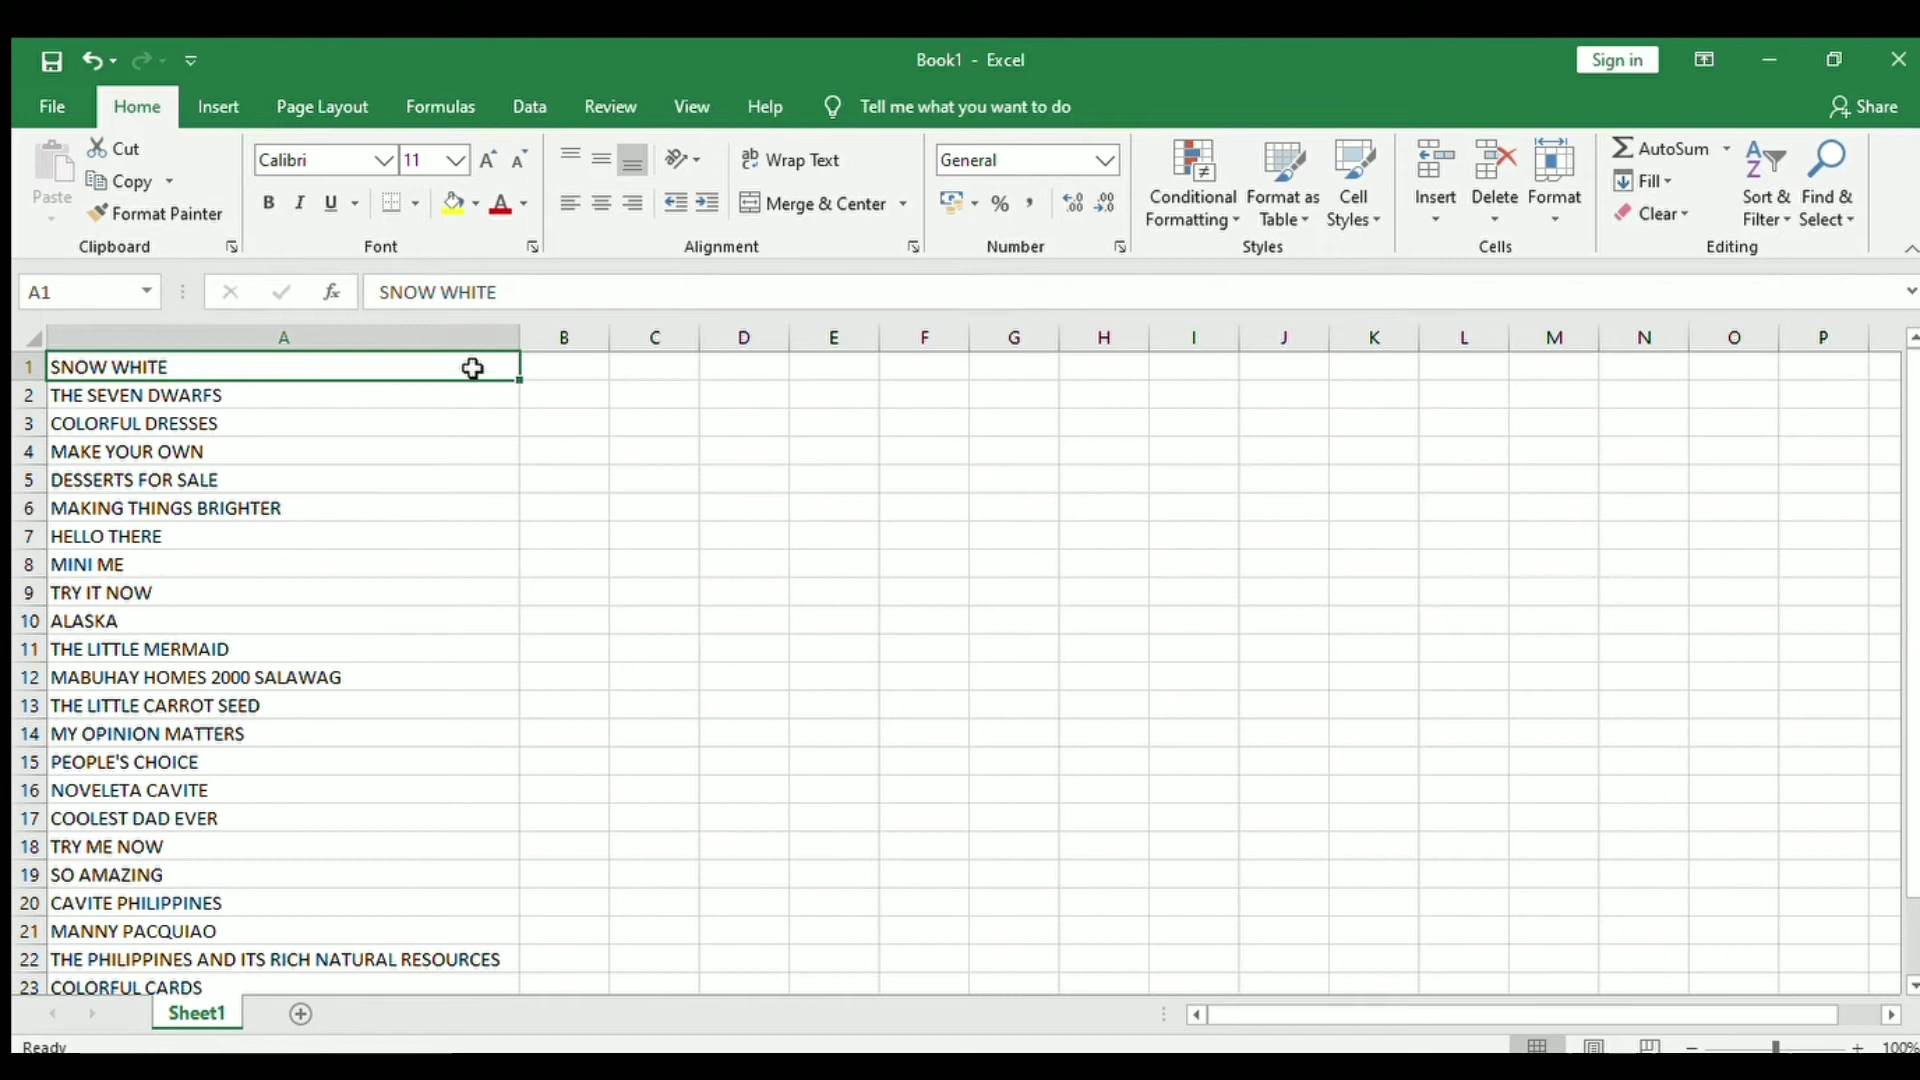 Book1 - Excel
Sign in
File Home Insert Page Layout Formulas Data Review View Help Tell me what you want to do Share
Paste
Cut
Copy
Format Painter
Clipboard
Calibri 11
B I U
Font
Wrap Text
Merge & Center
Alignment
General
Number
Conditional Formatting
Format as Table
Cell Styles
Styles
Insert Delete Format
Cells
AutoSum
Fill
Clear
Sort & Filter
Find & Select
Editing
A1 fx SNOW WHITE
A B C D E F G H I J K L M N O P
1 SNOW WHITE
2 THE SEVEN DWARFS
3 COLORFUL DRESSES
4 MAKE YOUR OWN
5 DESSERTS FOR SALE
6 MAKING THINGS BRIGHTER
7 HELLO THERE
8 MINI ME
9 TRY IT NOW
10 ALASKA
11 THE LITTLE MERMAID
12 MABUHAY HOMES 2000 SALAWAG
13 THE LITTLE CARROT SEED
14 MY OPINION MATTERS
15 PEOPLE'S CHOICE
16 NOVELETA CAVITE
17 COOLEST DAD EVER
18 TRY ME NOW
19 SO AMAZING
20 CAVITE PHILIPPINES
21 MANNY PACQUIAO
22 THE PHILIPPINES AND ITS RICH NATURAL RESOURCES
23 COLORFUL CARDS
Sheet1
Ready
100%